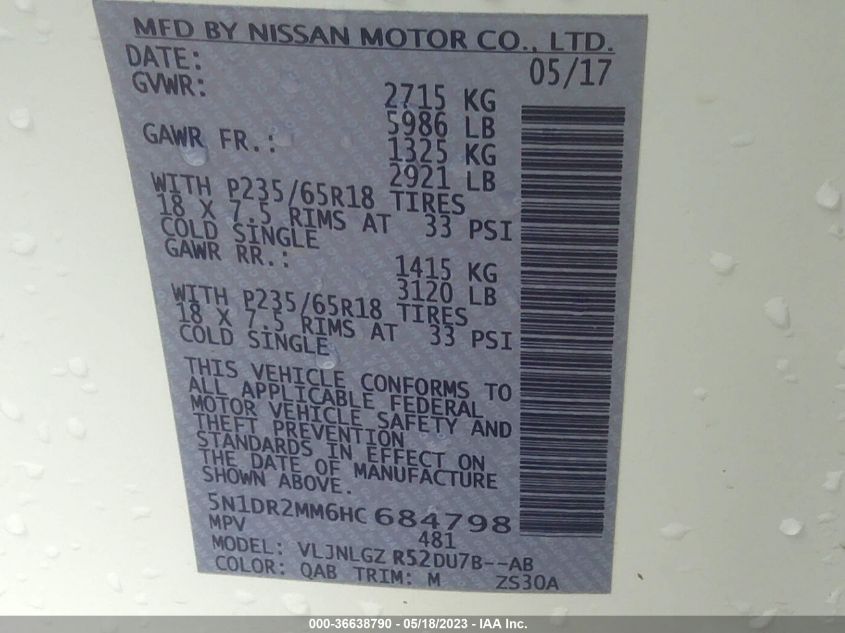 MFD BY NISSAN MOTOR CO., LTD.
DATE: 05/17
GVWR: 2715 KG
5986 LB
GAWR FR.: 1325 KG
2921 LB
WITH P235/65R18 TIRES
18 X 7.5 RIMS AT 33 PSI
COLD SINGLE
GAWR RR.: 1415 KG
3120 LB
WITH P235/65R18 TIRES
18 X 7.5 RIMS AT 33 PSI
COLD SINGLE
THIS VEHICLE CONFORMS TO
ALL APPLICABLE FEDERAL
MOTOR VEHICLE SAFETY AND
THEFT PREVENTION
STANDARDS IN EFFECT ON
THE DATE OF MANUFACTURE
SHOWN ABOVE.
5N1DR2MM6HC684798
MPV 481
MODEL: VLJNLGZ R52DU7B--AB
COLOR: QAB TRIM: M ZS30A
000-36638790 - 05/18/2023 - IAA Inc.